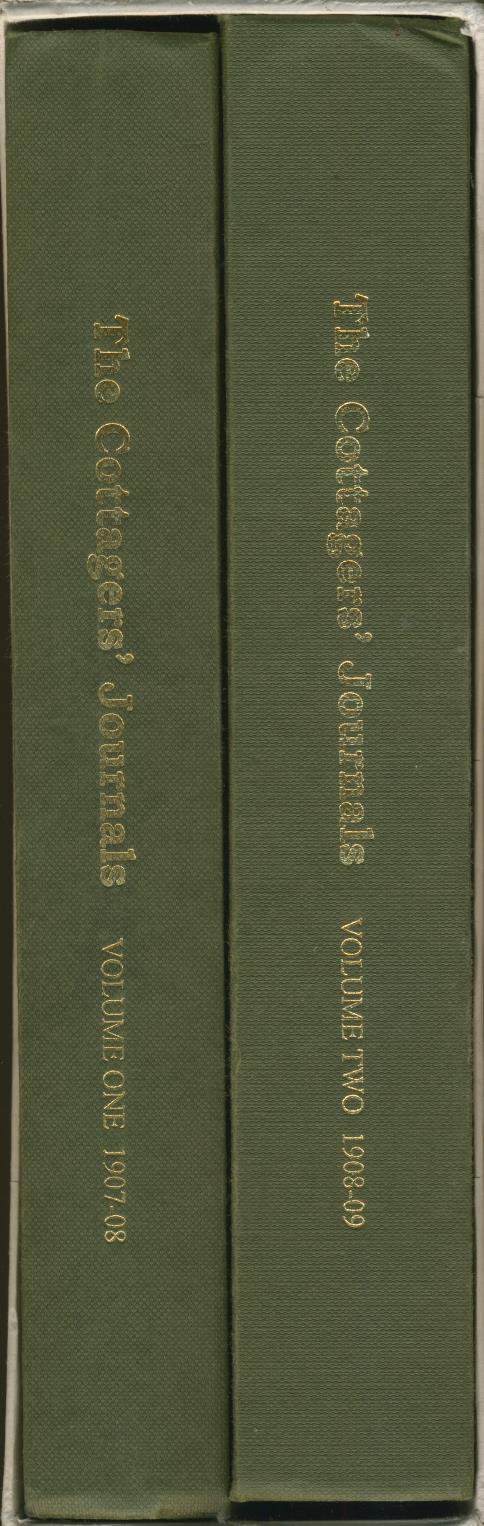 The Cottagers' Journals VOLUME ONE 1907-08
The Cottagers' Journals VOLUME TWO 1908-09